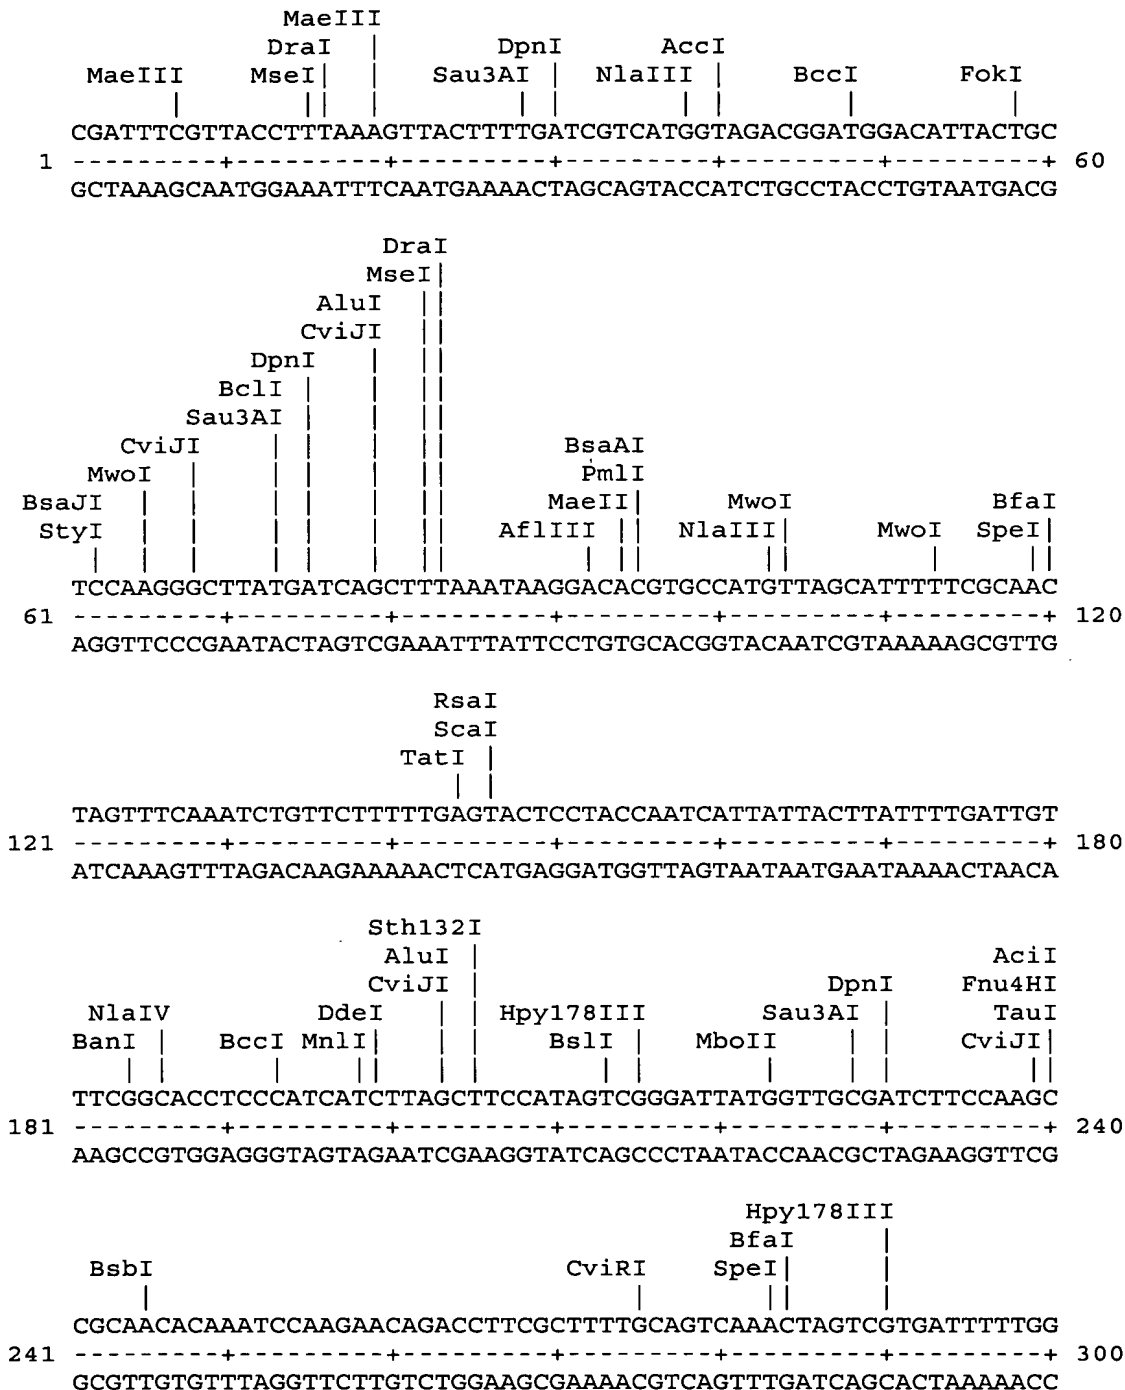 MaeIII
DraI | DpnI AccI
MaeIII MseI| | Sau3AI | NlaIII | BccI FokI
| || | | | | | | |
CGATTTCGTTACCTTTAAAGTTACTTTTGATCGTCATGGTAGACGGATGGACATTACTGC
1 ---------+---------+---------+---------+---------+---------+ 60
GCTAAAGCAATGGAAATTTCAATGAAAACTAGCAGTACCATCTGCCTACCTGTAATGACG
DraI
MseI|
AluI ||
CviJI ||
DpnI | ||
BclI | | ||
Sau3AI | | ||
CviJI | | | || BsaAI
MwoI | | | | || PmlI
BsaJI | | | | | || MaeII| MwoI BfaI
StyI | | | | | || AflIII || NlaIII| MwoI SpeI|
| | | | | | || | || || | ||
TCCAAGGGCTTATGATCAGCTTTAAATAAGGACACGTGCCATGTTAGCATTTTTCGCAAC
61 ---------+---------+---------+---------+---------+---------+ 120
AGGTTCCCGAATACTAGTCGAAATTTATTCCTGTGCACGGTACAATCGTAAAAAGCGTTG
RsaI
ScaI
TatI |
| |
TAGTTTCAAATCTGTTCTTTTTGAGTACTCCTACCAATCATTATTACTTATTTTGATTGT
121 ---------+---------+---------+---------+---------+---------+ 180
ATCAAAGTTTAGACAAGAAAAACTCATGAGGATGGTTAGTAATAATGAATAAAACTAACA
Sth132I
AluI | AciI
CviJI | DpnI Fnu4HI
NlaIV DdeI | | Hpy178III Sau3AI | TauI
BanI | BccI MnlI| | | BslI | MboII | | CviJI|
| | | || | | | | | | | ||
TTCGGCACCTCCCATCATCTTAGCTTCCATAGTCGGGATTATGGTTGCGATCTTCCAAGC
181 ---------+---------+---------+---------+---------+---------+ 240
AAGCCGTGGAGGGTAGTAGAATCGAAGGTATCAGCCCTAATACCAACGCTAGAAGGTTCG
Hpy178III
BfaI |
BsbI CviRI SpeI| |
| | || |
CGCAACACAAATCCAAGAACAGACCTTCGCTTTTGCAGTCAAACTAGTCGTGATTTTTGG
241 ---------+---------+---------+---------+---------+---------+ 300
GCGTTGTGTTTAGGTTCTTGTCTGGAAGCGAAAACGTCAGTTTGATCAGCACTAAAAACC